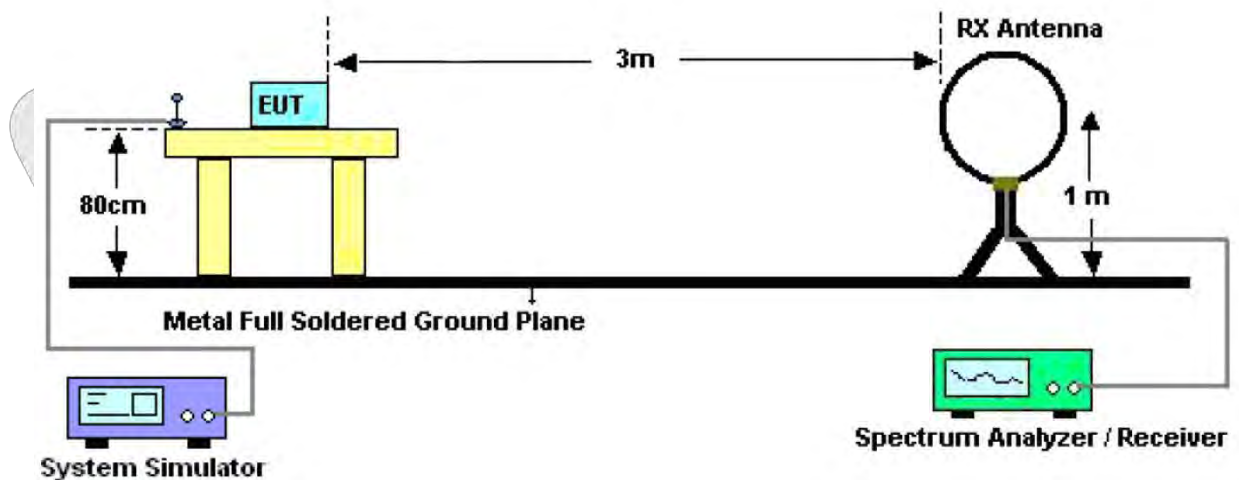 RX Antenna
3m
EUT
80cm
1 m
Metal Full Soldered Ground Plane
Spectrum Analyzer / Receiver
System Simulator